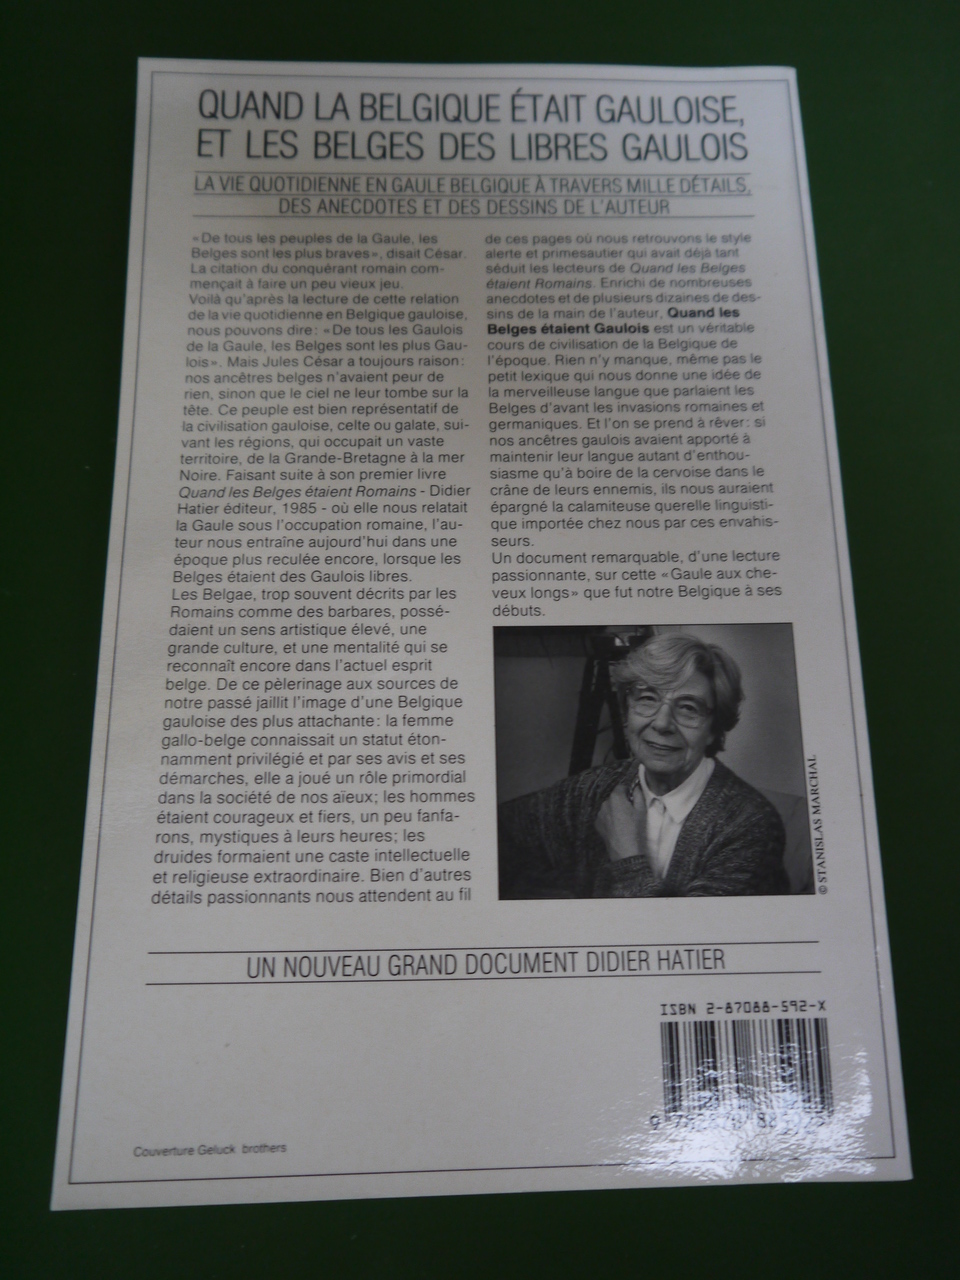 QUAND LA BELGIQUE ÉTAIT GAULOISE,
ET LES BELGES DES LIBRES GAULOIS
LA VIE QUOTIDIENNE EN GAULE BELGIQUE À TRAVERS MILLE DÉTAILS,
DES ANECDOTES ET DES DESSINS DE L'AUTEUR
«De tous les peuples de la Gaule, les
Belges sont les plus braves», disait César.
La citation du conquérant romain com-
mençait à faire un peu vieux jeu.
Voilà qu'après la lecture de cette relation
de la vie quotidienne en Belgique gauloise,
nous pouvons dire: «De tous les Gaulois
de la Gaule, les Belges sont les plus Gau-
lois». Mais Jules César a toujours raison:
nos ancêtres belges n'avaient peur de
rien, sinon que le ciel ne leur tombe sur la
tête. Ce peuple est bien représentatif de
la civilisation gauloise, celte ou galate, sui-
vant les régions, qui occupait un vaste
territoire, de la Grande-Bretagne à la mer
Noire. Faisant suite à son premier livre
Quand les Belges étaient Romains - Didier
Hatier éditeur, 1985 - où elle nous relatait
la Gaule sous l'occupation romaine, l'au-
teur nous entraîne aujourd'hui dans une
époque plus reculée encore, lorsque les
Belges étaient des Gaulois libres.
Les Belgae, trop souvent décrits par les
Romains comme des barbares, possé-
daient un sens artistique élevé, une
grande culture, et une mentalité qui se
reconnaît encore dans l'actuel esprit
belge. De ce pèlerinage aux sources de
notre passé jaillit l'image d'une Belgique
gauloise des plus attachante: la femme
gallo-belge connaissait un statut éton-
namment privilégié et par ses avis et ses
démarches, elle a joué un rôle primordial
dans la société de nos aïeux; les hommes
étaient courageux et fiers, un peu fanfa-
rons, mystiques à leurs heures; les
druides formaient une caste intellectuelle
et religieuse extraordinaire. Bien d'autres
détails passionnants nous attendent au fil
de ces pages où nous retrouvons le style
alerte et primesautier qui avait déjà tant
séduit les lecteurs de Quand les Belges
étaient Romains. Enrichi de nombreuses
anecdotes et de plusieurs dizaines de des-
sins de la main de l'auteur, Quand les
Belges étaient Gaulois est un véritable
cours de civilisation de la Belgique de
l'époque. Rien n'y manque, même pas le
petit lexique qui nous donne une idée de
la merveilleuse langue que parlaient les
Belges d'avant les invasions romaines et
germaniques. Et l'on se prend à rêver: si
nos ancêtres gaulois avaient apporté à
maintenir leur langue autant d'enthou-
siasme qu'à boire de la cervoise dans le
crâne de leurs ennemis, ils nous auraient
épargné la calamiteuse querelle linguisti-
que importée chez nous par ces envahis-
seurs.
Un document remarquable, d'une lecture
passionnante, sur cette «Gaule aux che-
veux longs» que fut notre Belgique à ses
débuts.
© STANISLAS MARCHAL
UN NOUVEAU GRAND DOCUMENT DIDIER HATIER
ISBN 2-87088-592-X
Couverture Geluck brothers